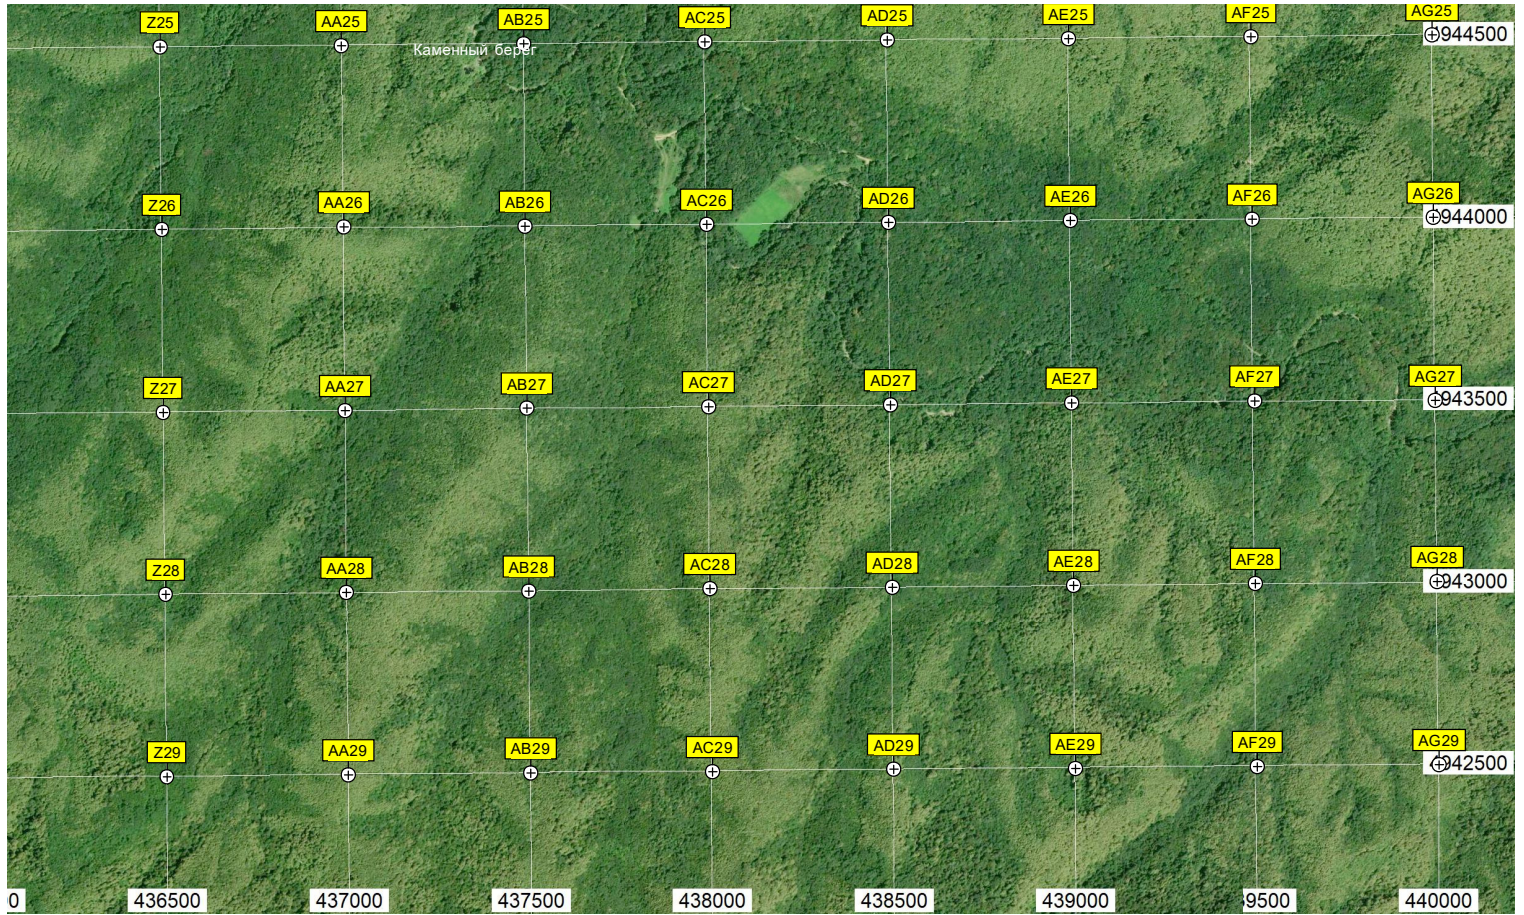 Z25 AA25 AB25 AC25 AD25 AE25 AF25 AG25
944500
Каменный берег
Z26 AA26 AB26 AC26 AD26 AE26 AF26 AG26
944000
Z27 AA27 AB27 AC27 AD27 AE27 AF27 AG27
943500
Z28 AA28 AB28 AC28 AD28 AE28 AF28 AG28
943000
Z29 AA29 AB29 AC29 AD29 AE29 AF29 AG29
942500
0 436500 437000 437500 438000 438500 439000 39500 440000